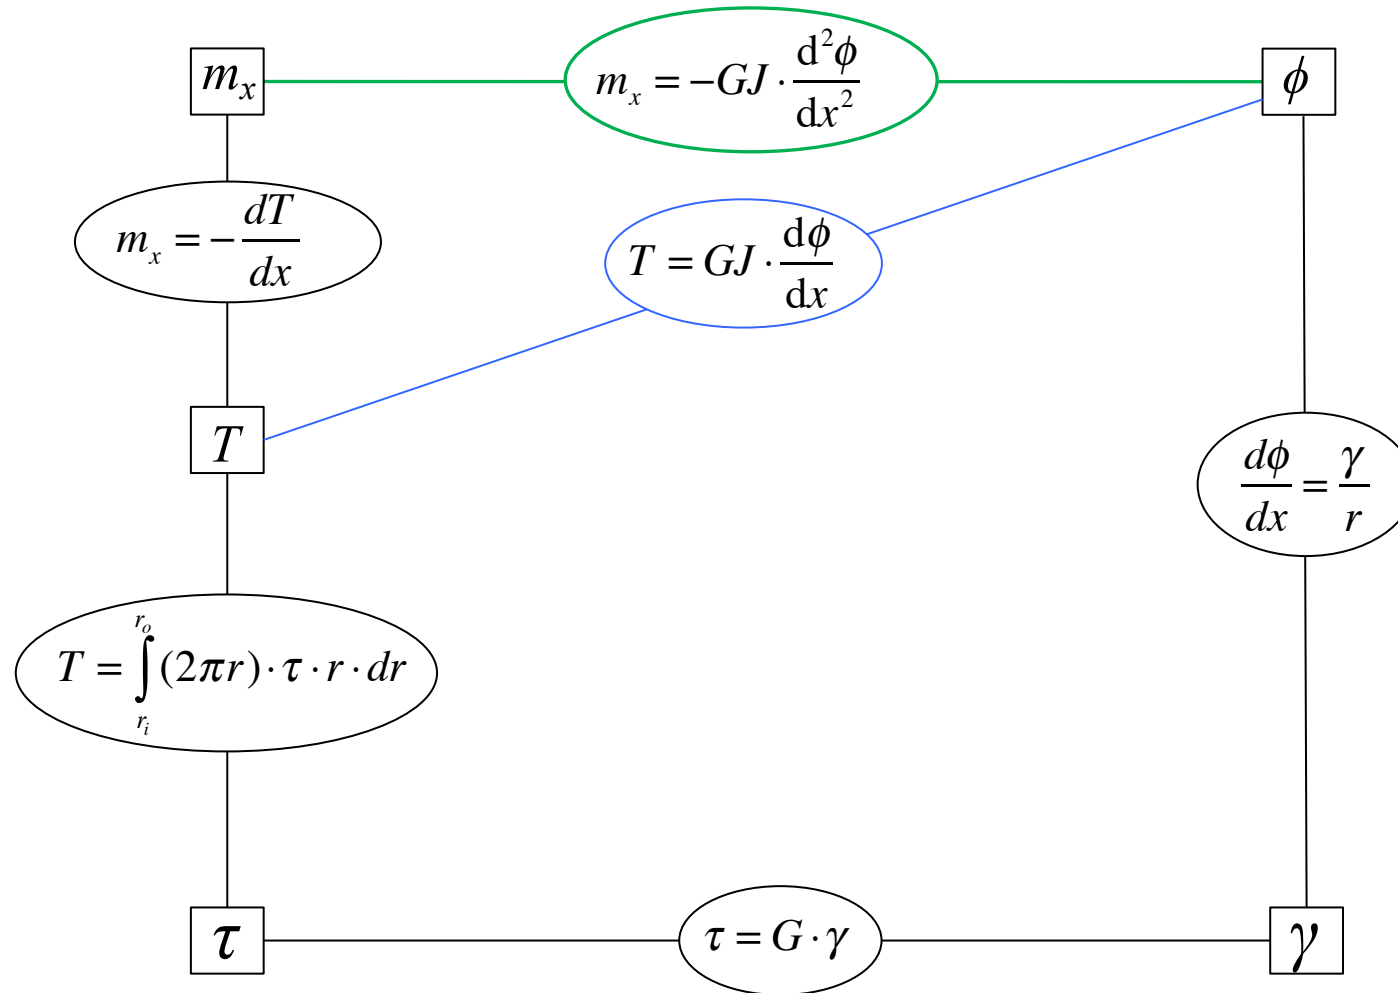 m_x
m_x = −GJ · d²φ/dx²
φ
m_x = − dT/dx
T = GJ · dφ/dx
T
dφ/dx = γ/r
T = ∫_{r_i}^{r_o} (2πr) · τ · r · dr
τ
τ = G · γ
γ